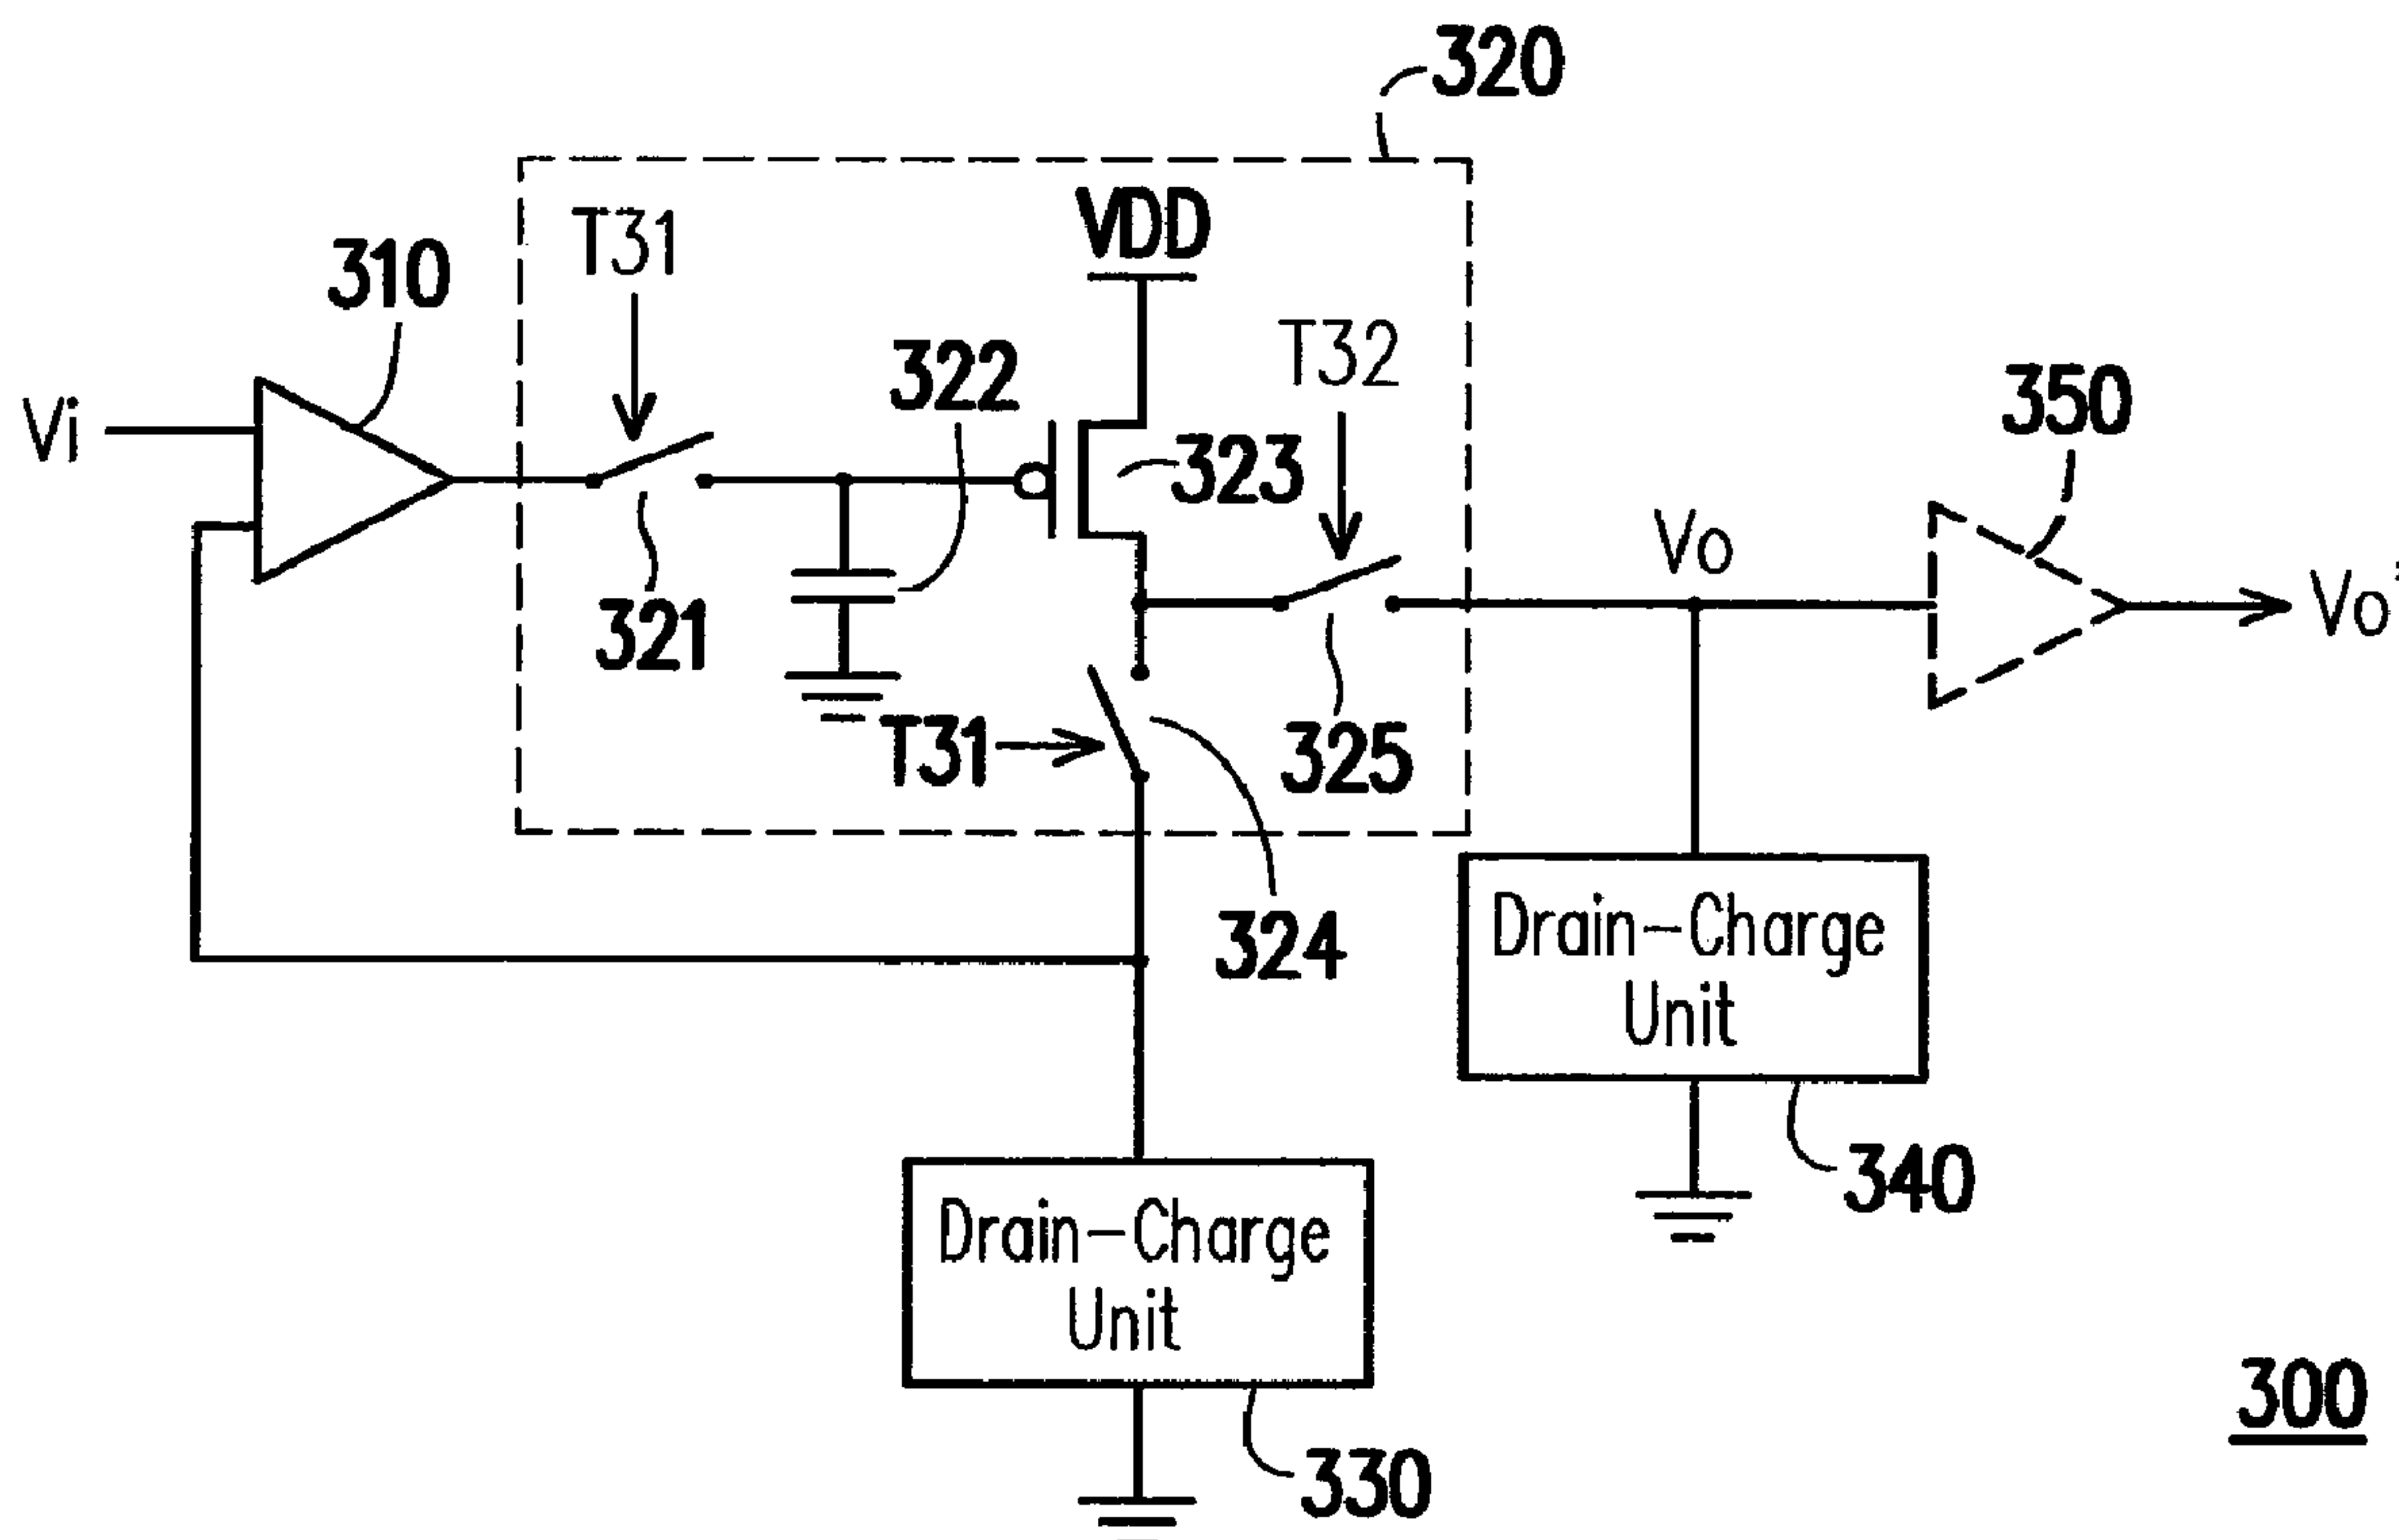 320
VDD
T31
310
T32
322
350
Vi
323
Vo
Vo'
321
T31
325
324
Drain-Charge
Unit
340
Drain-Charge
Unit
300
330